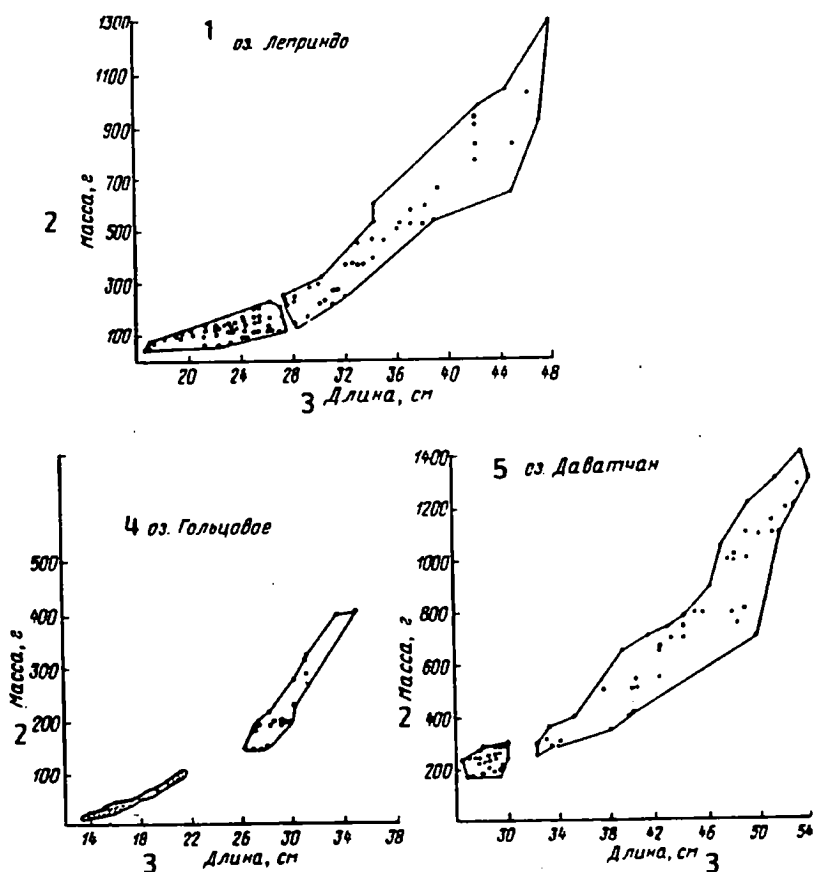 1 оз. Леприндо
1300
1100
900
700
500
300
100
2 Масса, г
20 24 28 32 36 40 44 48
3 Длина, см
4 оз. Гольцовое
500
400
300
200
100
2 Масса, г
14 18 22 26 30 34 38
3 Длина, см
5 оз. Даватчан
1400
1200
1000
800
600
400
200
2 Масса, г
30 34 38 42 46 50 54
Длина, см 3